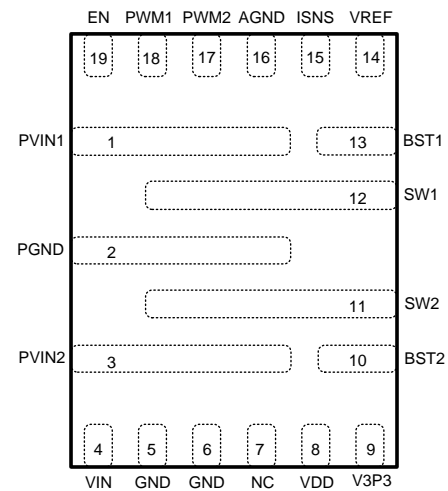 EN PWM1 PWM2 AGND ISNS VREF
19 18 17 16 15 14
PVIN1 1 13 BST1
12 SW1
PGND 2
11 SW2
PVIN2 3 10 BST2
4 5 6 7 8 9
VIN GND GND NC VDD V3P3